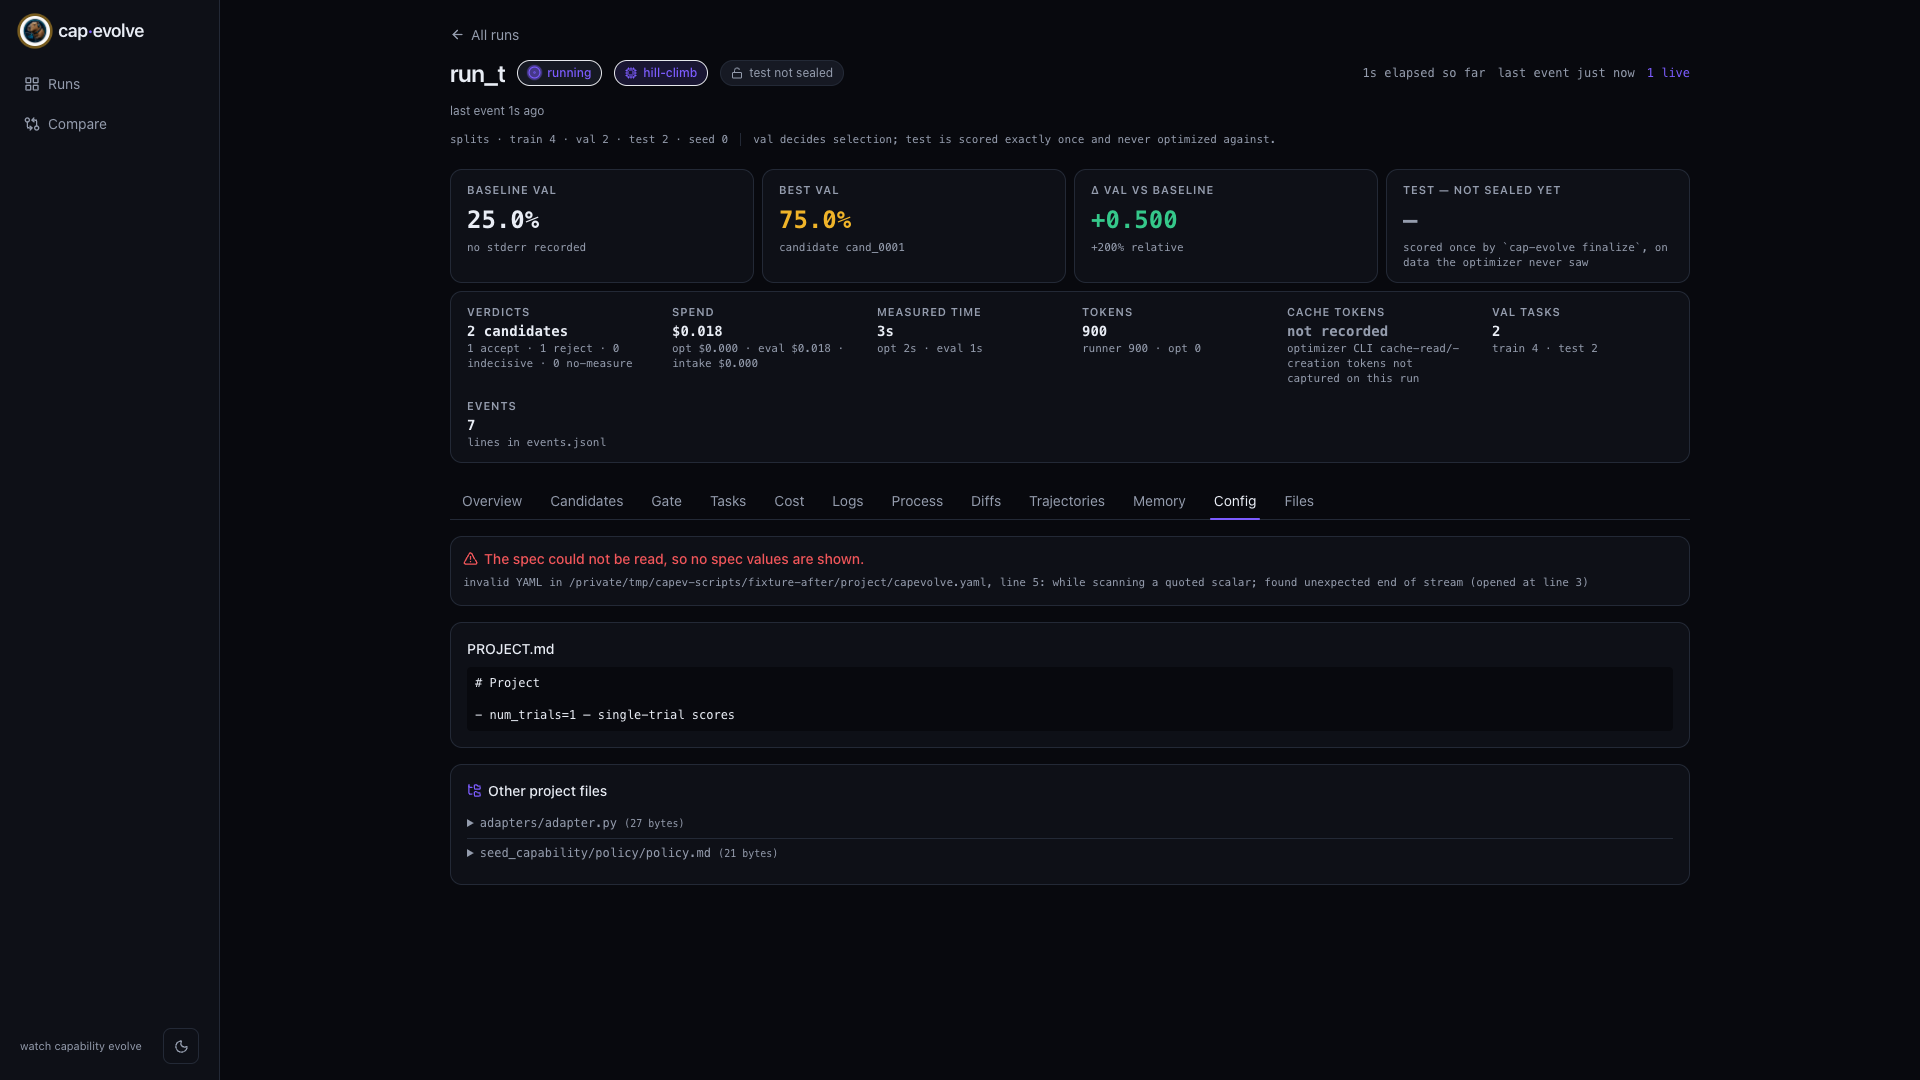 cap·evolve
Runs
Compare
All runs
run_t
running
hill-climb
test not sealed
1s elapsed so far last event just now 1 live
last event 1s ago
splits · train 4 · val 2 · test 2 · seed 0 | val decides selection; test is scored exactly once and never optimized against.
BASELINE VAL
25.0%
no stderr recorded
BEST VAL
75.0%
candidate cand_0001
Δ VAL VS BASELINE
+0.500
+200% relative
TEST — NOT SEALED YET
—
scored once by `cap-evolve finalize`, on
data the optimizer never saw
VERDICTS
2 candidates
1 accept · 1 reject · 0
indecisive · 0 no-measure
SPEND
$0.018
opt $0.000 · eval $0.018 ·
intake $0.000
MEASURED TIME
3s
opt 2s · eval 1s
TOKENS
900
runner 900 · opt 0
CACHE TOKENS
not recorded
optimizer CLI cache-read/-
creation tokens not
captured on this run
VAL TASKS
2
train 4 · test 2
EVENTS
7
lines in events.jsonl
Overview Candidates Gate Tasks Cost Logs Process Diffs Trajectories Memory Config Files
The spec could not be read, so no spec values are shown.
invalid YAML in /private/tmp/capev-scripts/fixture-after/project/capevolve.yaml, line 5: while scanning a quoted scalar; found unexpected end of stream (opened at line 3)
PROJECT.md
# Project
- num_trials=1 — single-trial scores
Other project files
adapters/adapter.py (27 bytes)
seed_capability/policy/policy.md (21 bytes)
watch capability evolve